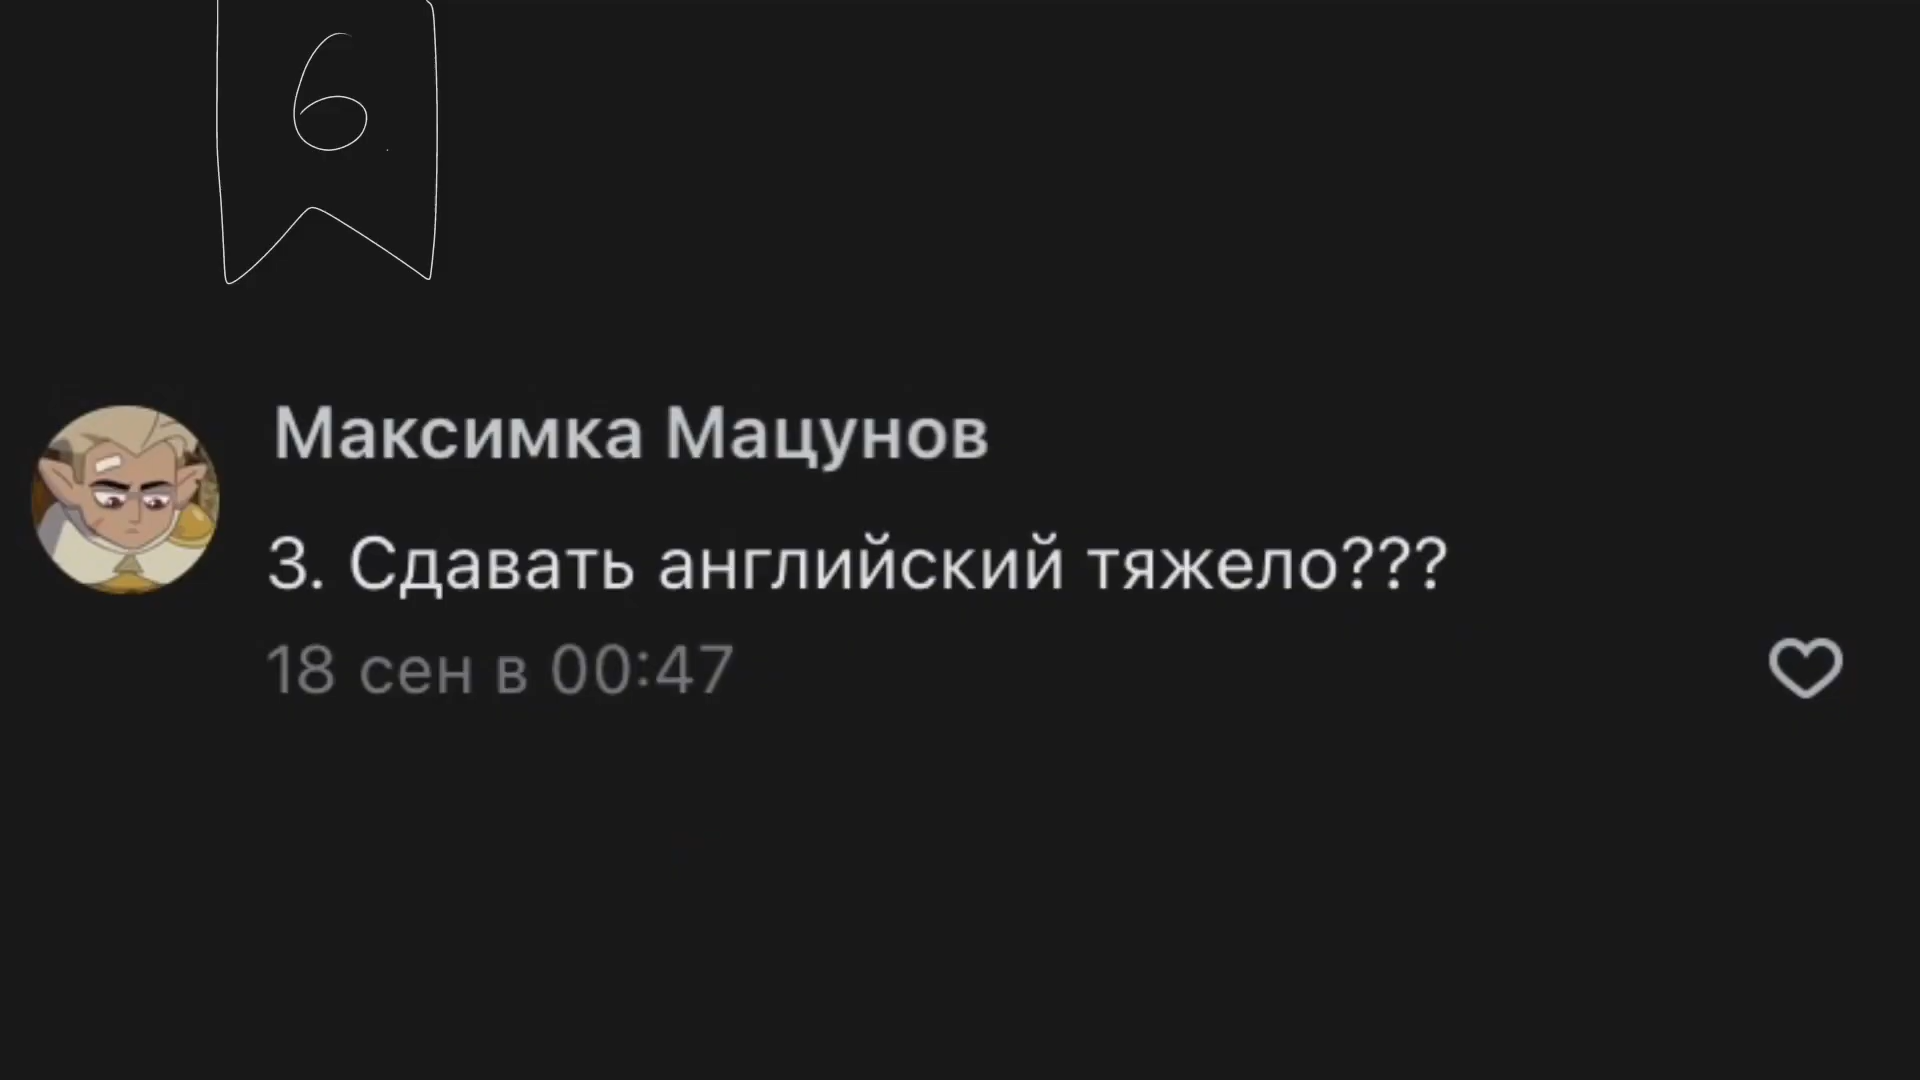 6.
Максимка Мацунов
3. Сдавать английский тяжело???
18 сен в 00:47